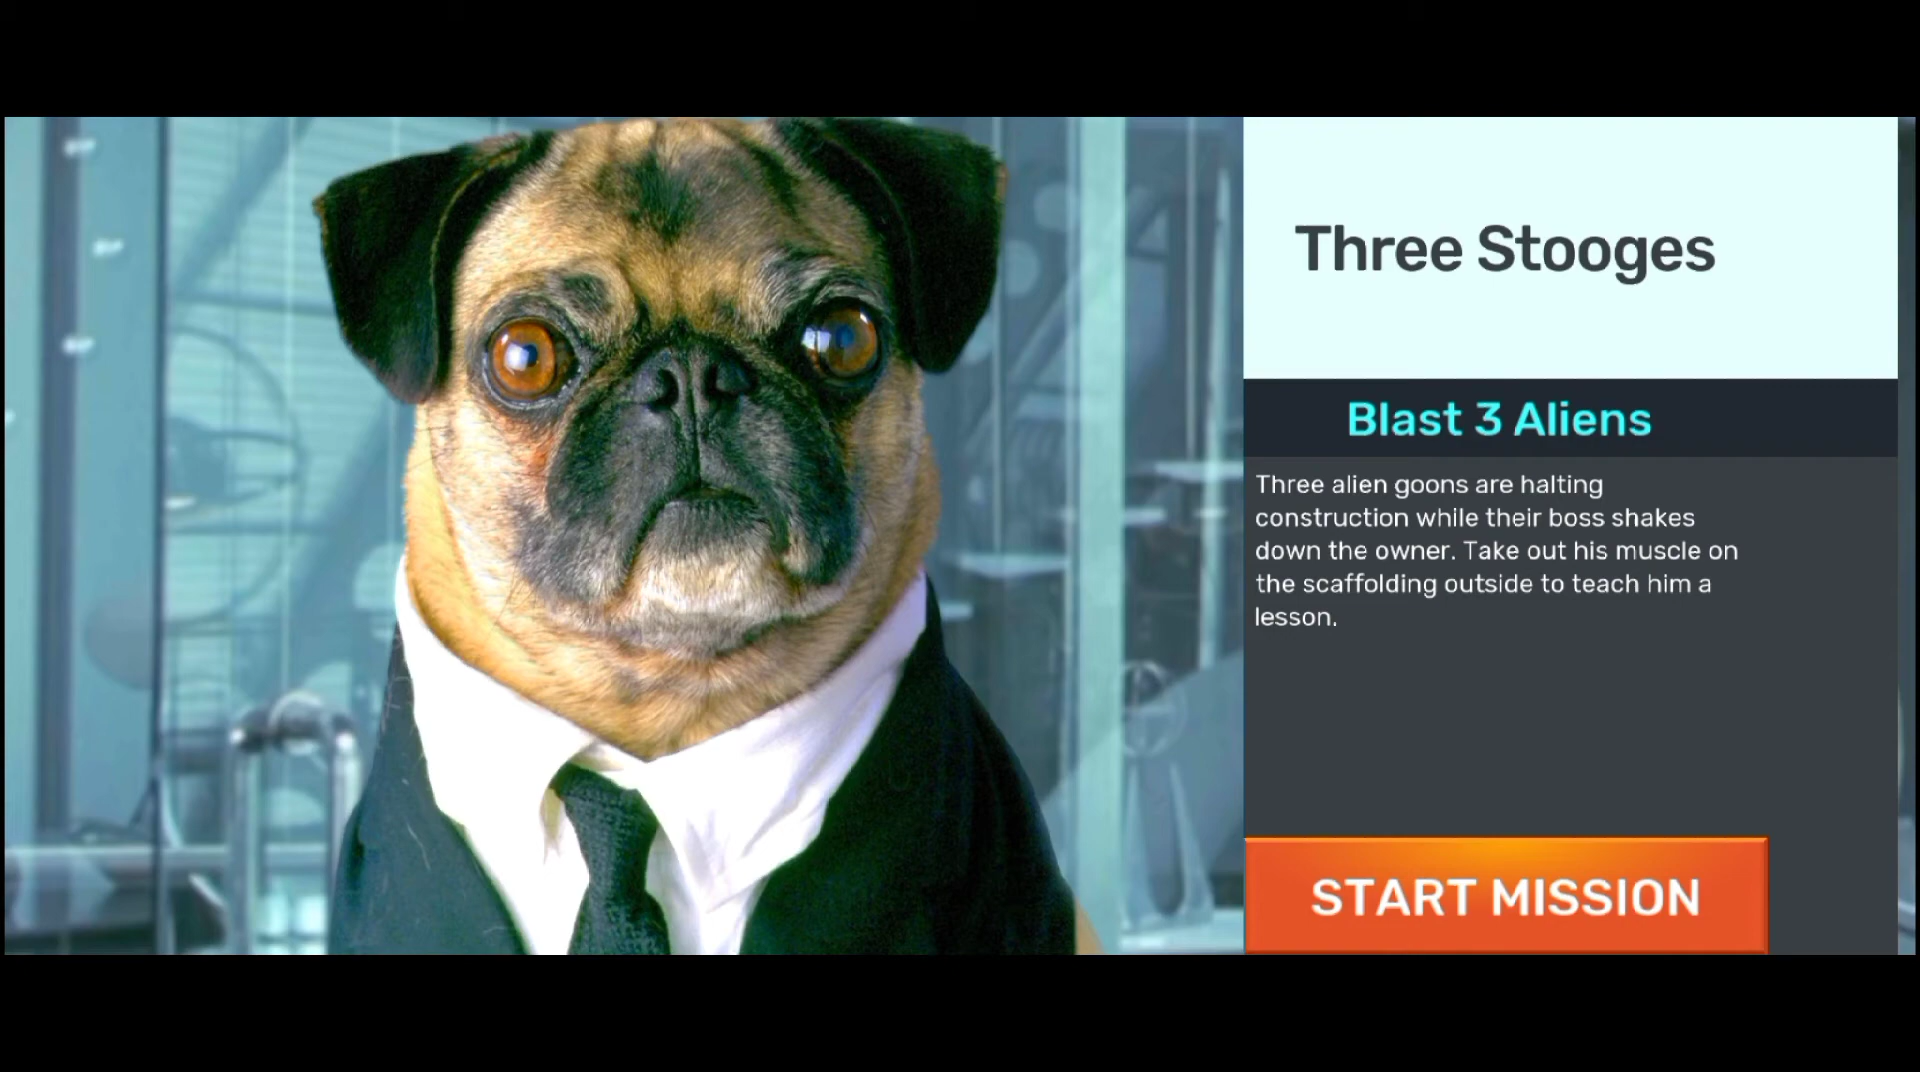 Three Stooges
Blast 3 Aliens
Three alien goons are halting
construction while their boss shakes
down the owner. Take out his muscle on
the scaffolding outside to teach him a
lesson.
START MISSION